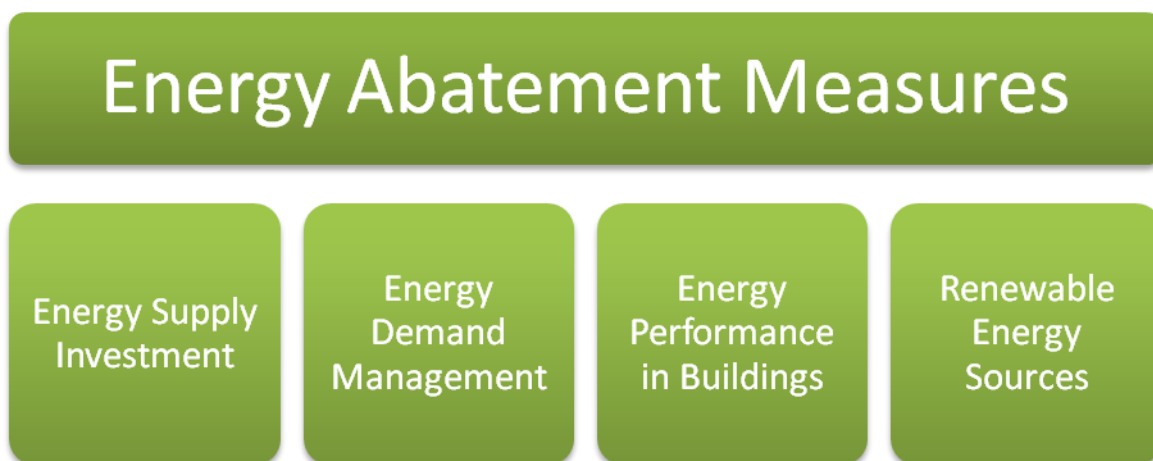 Energy Abatement Measures
Energy Supply
Investment
Energy
Demand
Management
Energy
Performance
in Buildings
Renewable
Energy
Sources